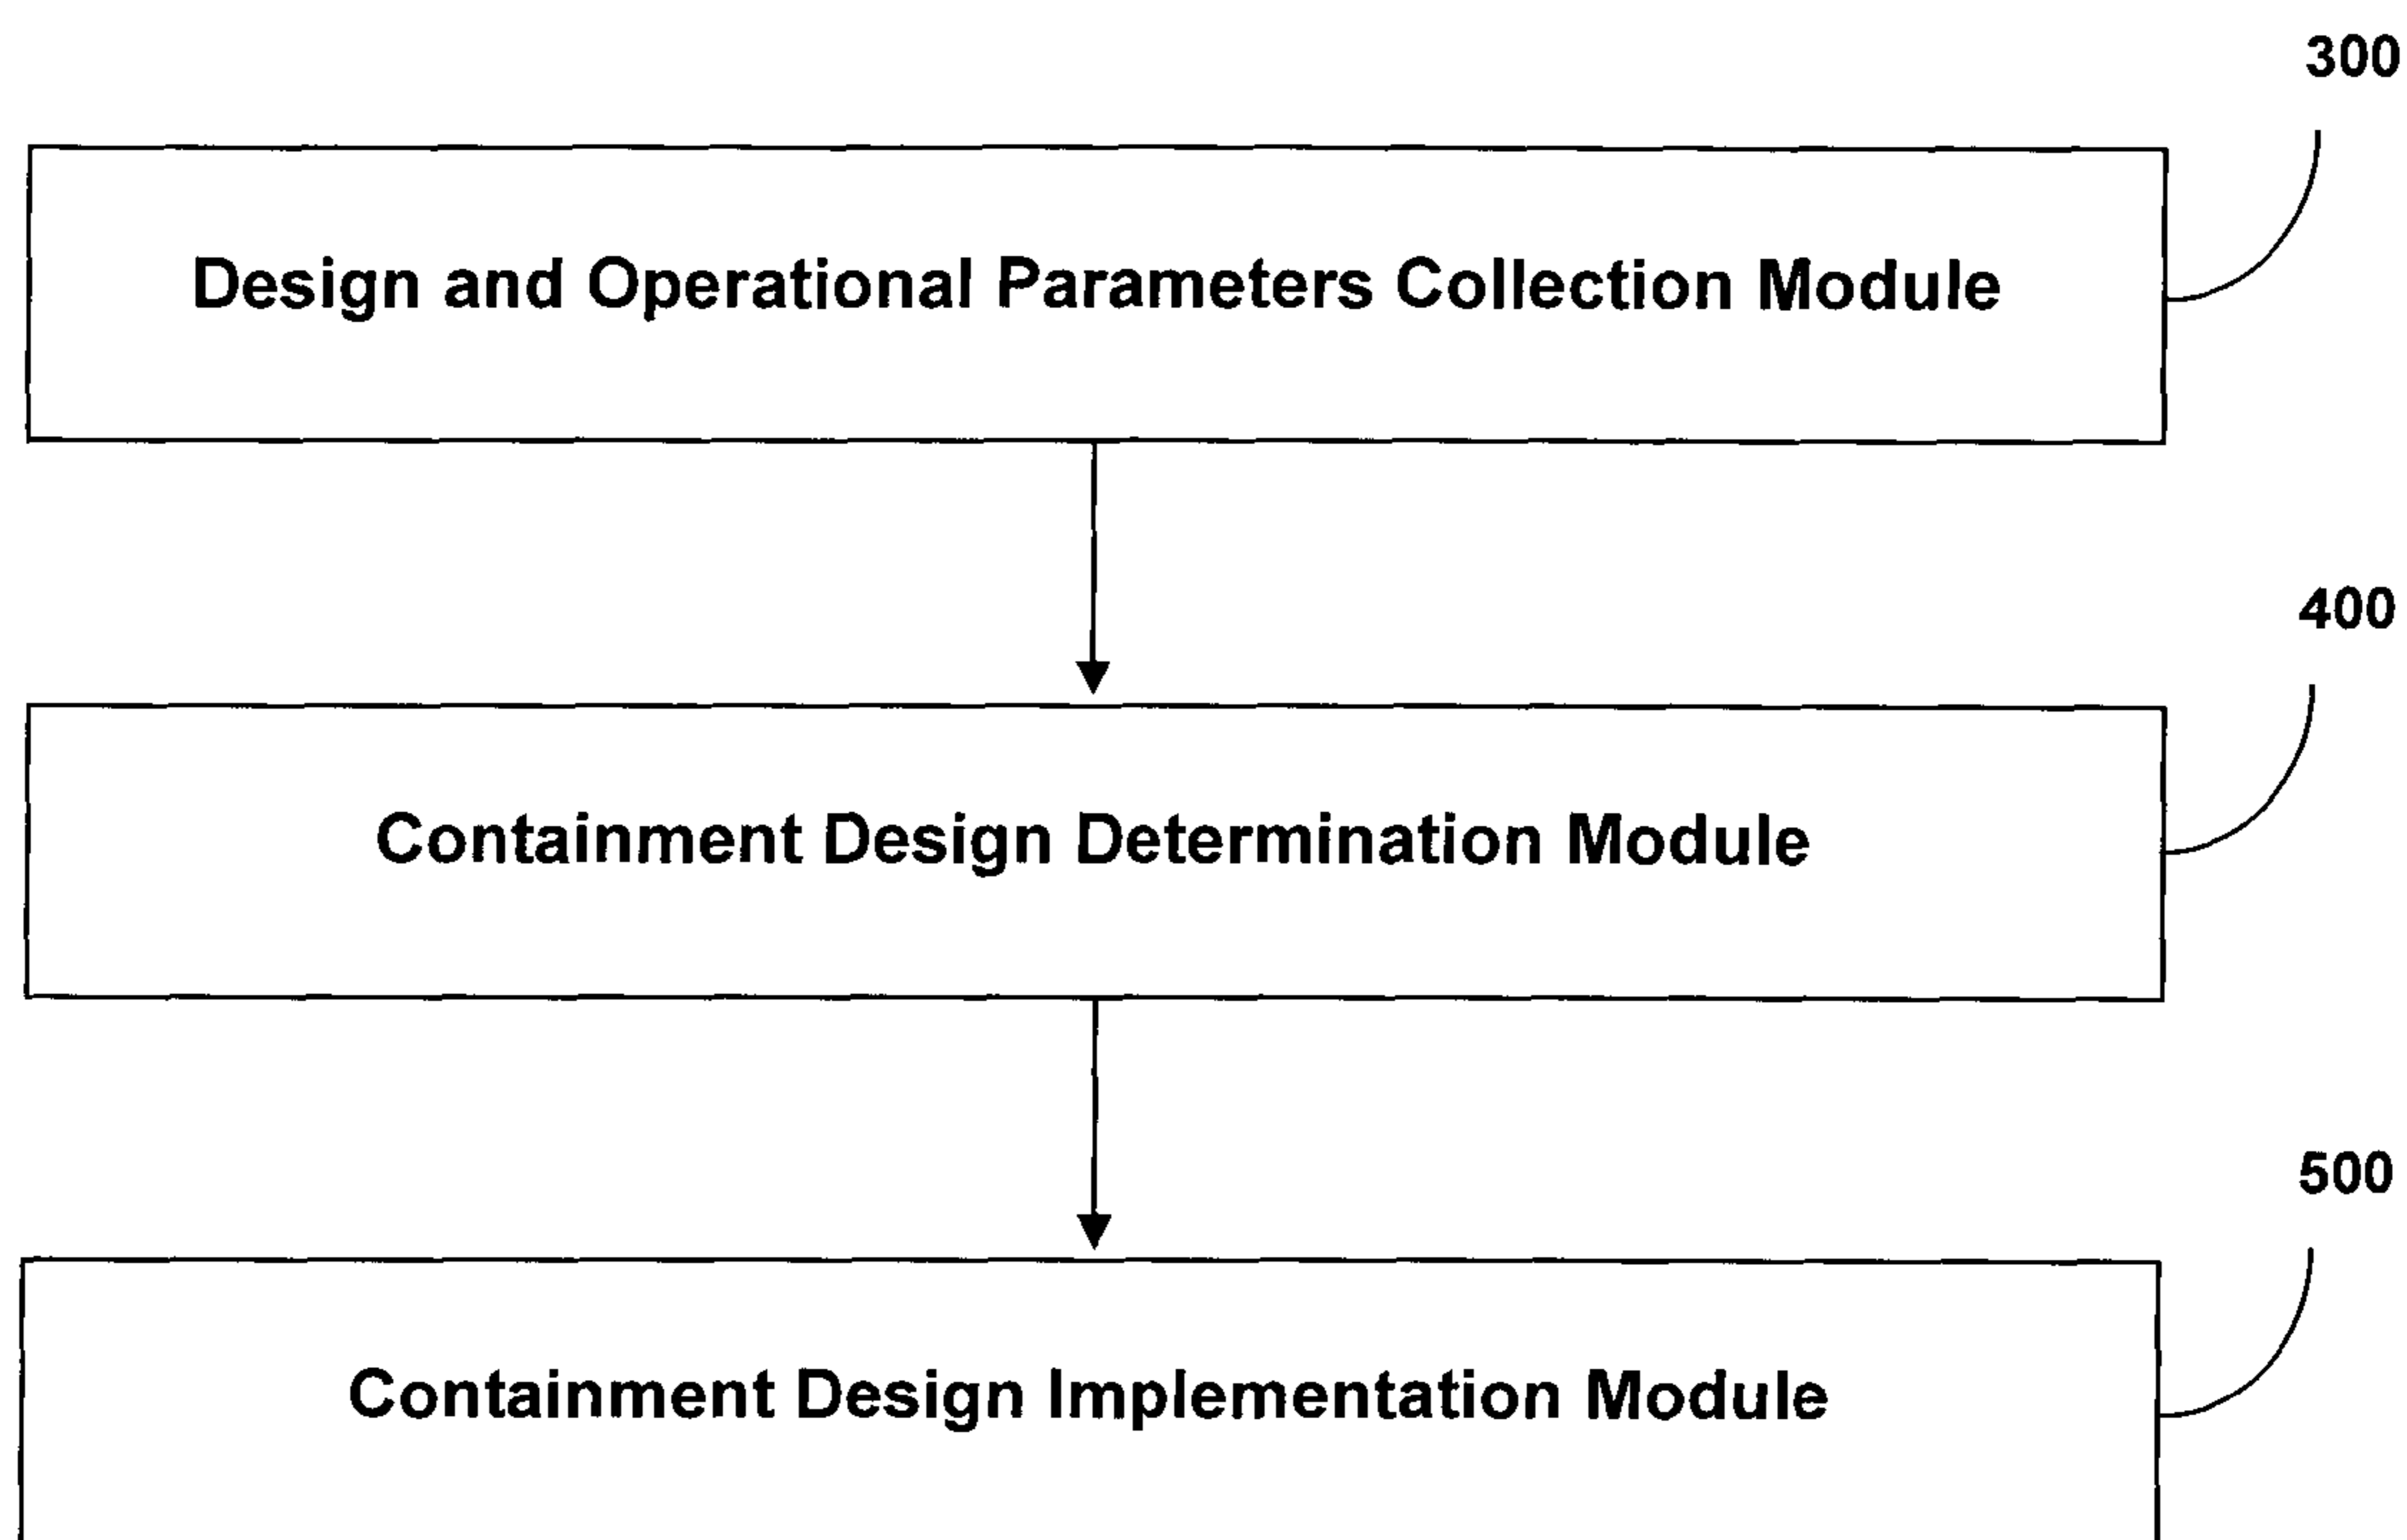 300
Design and Operational Parameters Collection Module
400
Containment Design Determination Module
500
Containment Design Implementation Module